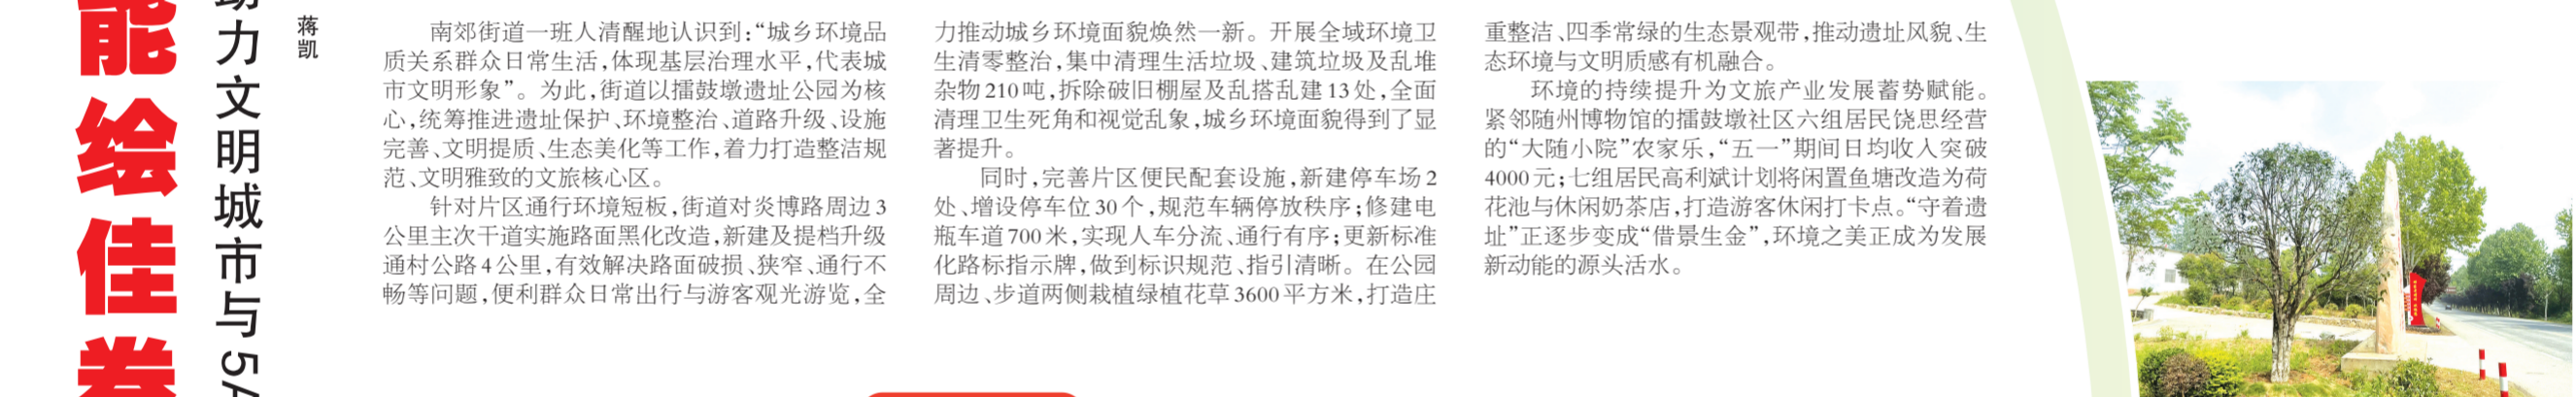 能绘佳卷
助力文明城市与5A
蒋凯
南郊街道一班人清醒地认识到:“城乡环境品
质关系群众日常生活,体现基层治理水平,代表城
市文明形象”。为此,街道以擂鼓墩遗址公园为核
心,统筹推进遗址保护、环境整治、道路升级、设施
完善、文明提质、生态美化等工作,着力打造整洁规
范、文明雅致的文旅核心区。
针对片区通行环境短板,街道对炎博路周边3
公里主次干道实施路面黑化改造,新建及提档升级
通村公路4公里,有效解决路面破损、狭窄、通行不
畅等问题,便利群众日常出行与游客观光游览,全
力推动城乡环境面貌焕然一新。开展全域环境卫
生清零整治,集中清理生活垃圾、建筑垃圾及乱堆
杂物210吨,拆除破旧棚屋及乱搭乱建13处,全面
清理卫生死角和视觉乱象,城乡环境面貌得到了显
著提升。
同时,完善片区便民配套设施,新建停车场2
处、增设停车位30个,规范车辆停放秩序;修建电
瓶车道700米,实现人车分流、通行有序;更新标准
化路标指示牌,做到标识规范、指引清晰。在公园
周边、步道两侧栽植绿植花草3600平方米,打造庄
重整洁、四季常绿的生态景观带,推动遗址风貌、生
态环境与文明质感有机融合。
环境的持续提升为文旅产业发展蓄势赋能。
紧邻随州博物馆的擂鼓墩社区六组居民饶思经营
的“大随小院”农家乐,“五一”期间日均收入突破
4000元;七组居民高利斌计划将闲置鱼塘改造为荷
花池与休闲奶茶店,打造游客休闲打卡点。“守着遗
址”正逐步变成“借景生金”,环境之美正成为发展
新动能的源头活水。